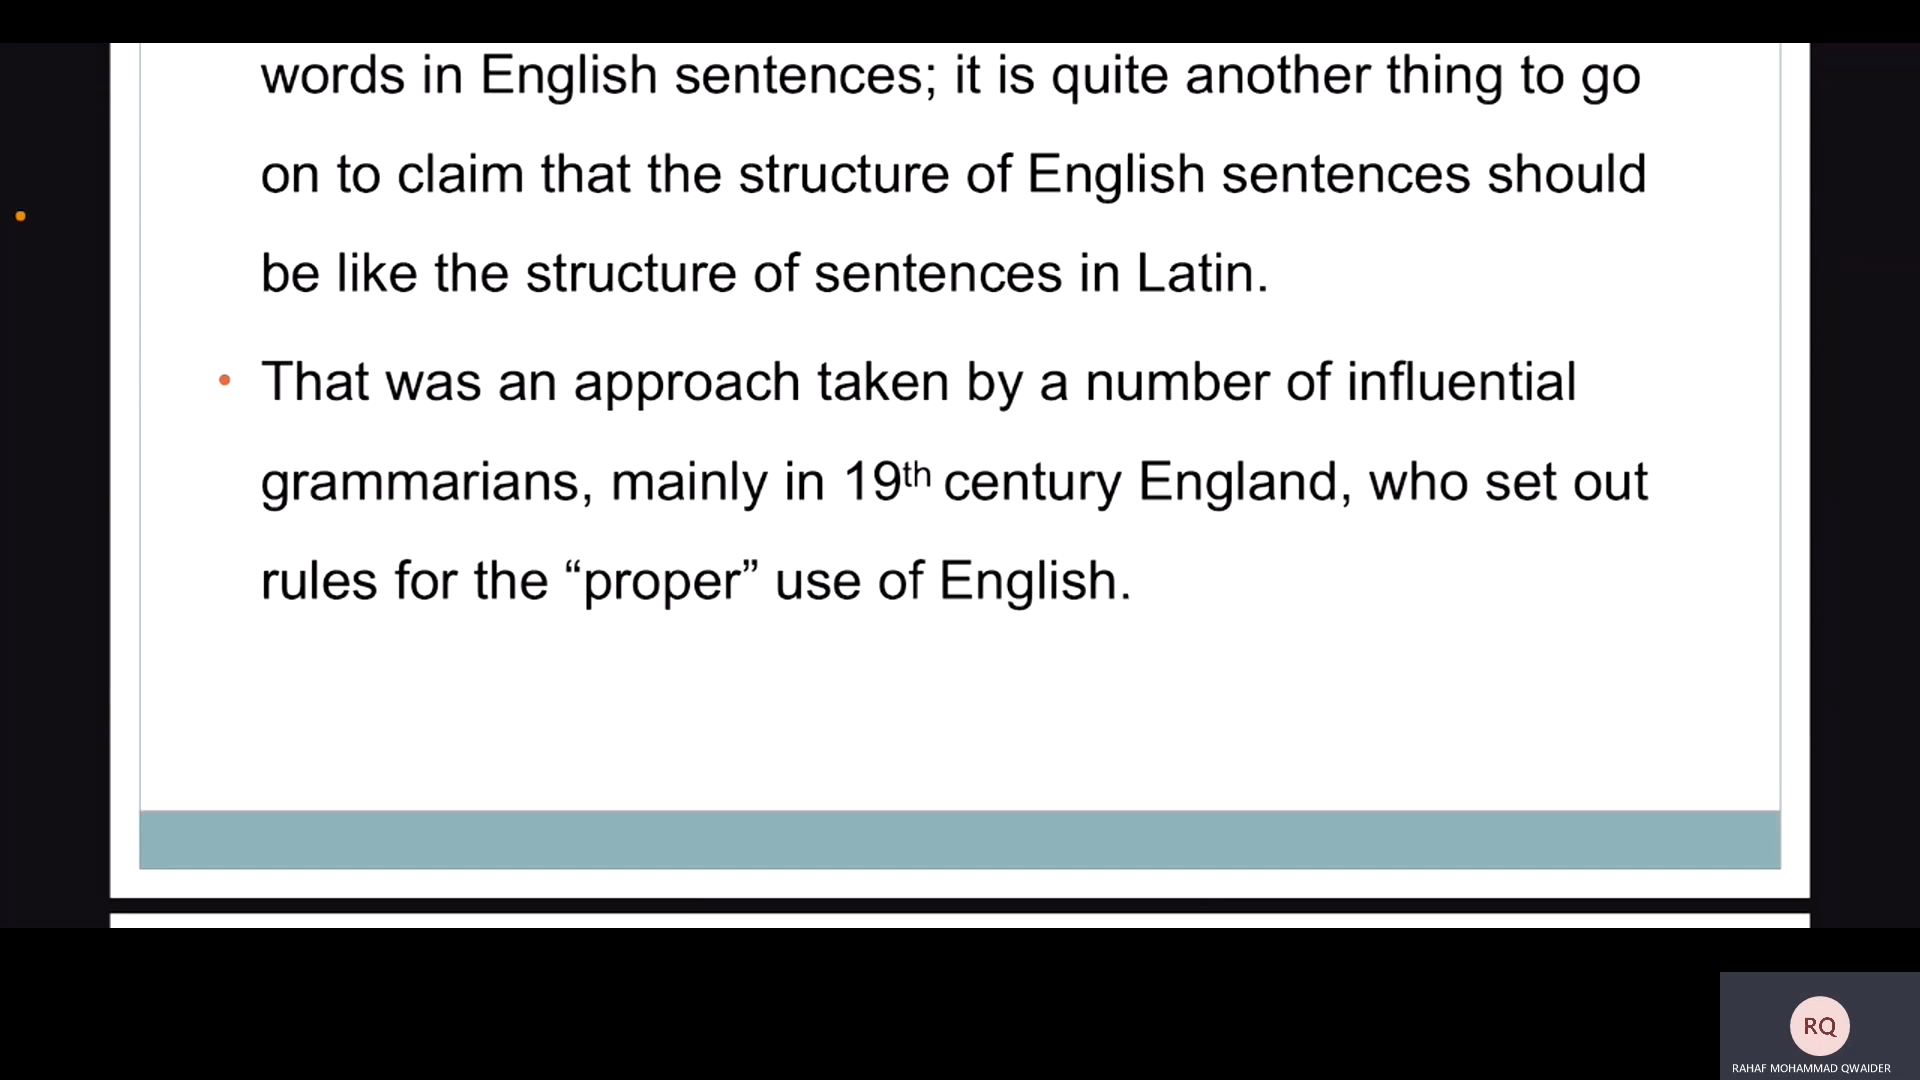 words in English sentences; it is quite another thing to go
on to claim that the structure of English sentences should
be like the structure of sentences in Latin.
• That was an approach taken by a number of influential
grammarians, mainly in 19th century England, who set out
rules for the “proper” use of English.
RQ
RAHAF MOHAMMAD QWAIDER